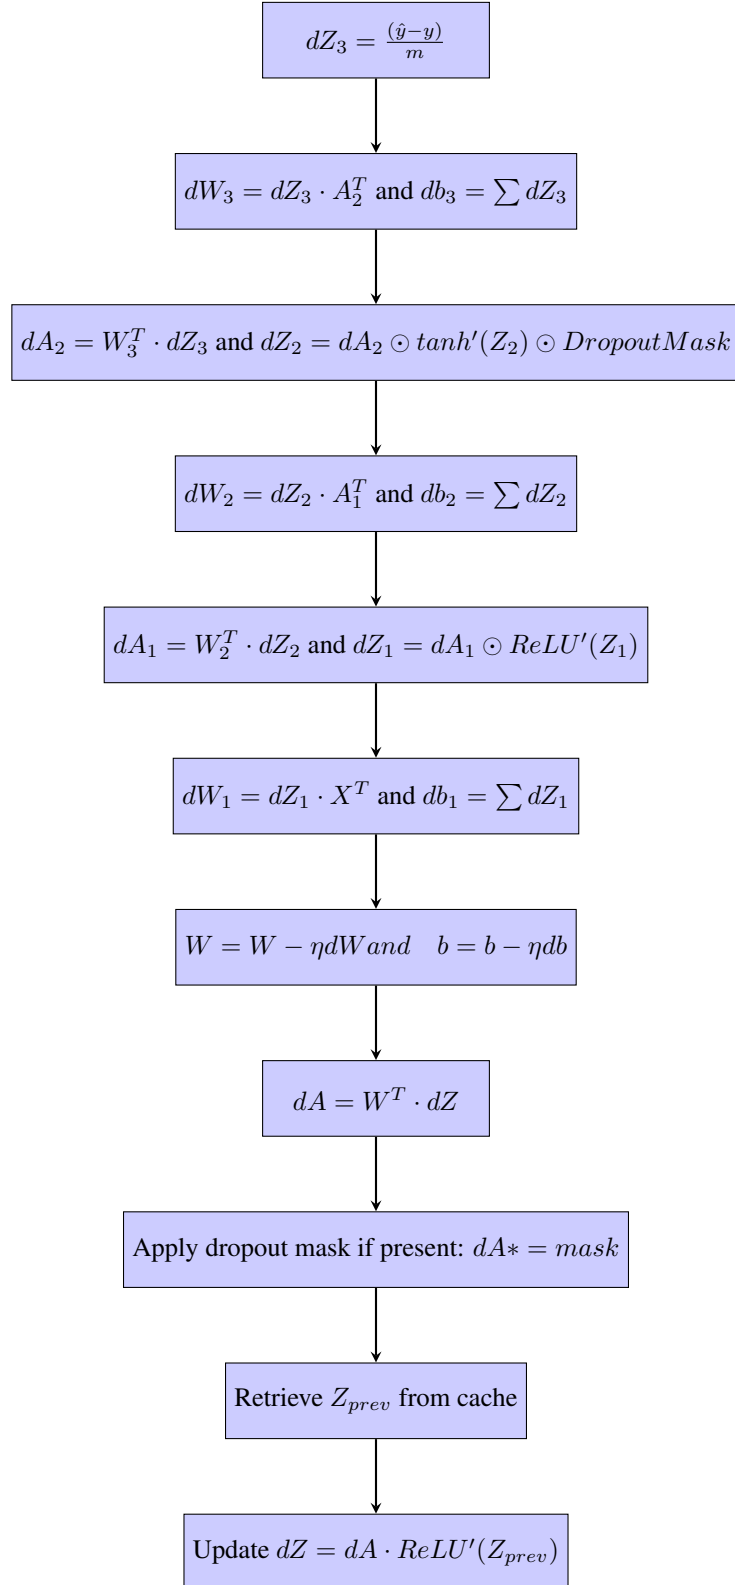 $dZ_3 = \frac{(\hat{y}-y)}{m}$
$dW_3 = dZ_3 \cdot A_2^T$ and $db_3 = \sum dZ_3$
$dA_2 = W_3^T \cdot dZ_3$ and $dZ_2 = dA_2 \odot tanh'(Z_2) \odot DropoutMask$
$dW_2 = dZ_2 \cdot A_1^T$ and $db_2 = \sum dZ_2$
$dA_1 = W_2^T \cdot dZ_2$ and $dZ_1 = dA_1 \odot ReLU'(Z_1)$
$dW_1 = dZ_1 \cdot X^T$ and $db_1 = \sum dZ_1$
$W = W - \eta dWand \quad b = b - \eta db$
$dA = W^T \cdot dZ$
Apply dropout mask if present: $dA* = mask$
Retrieve $Z_{prev}$ from cache
Update $dZ = dA \cdot ReLU'(Z_{prev})$